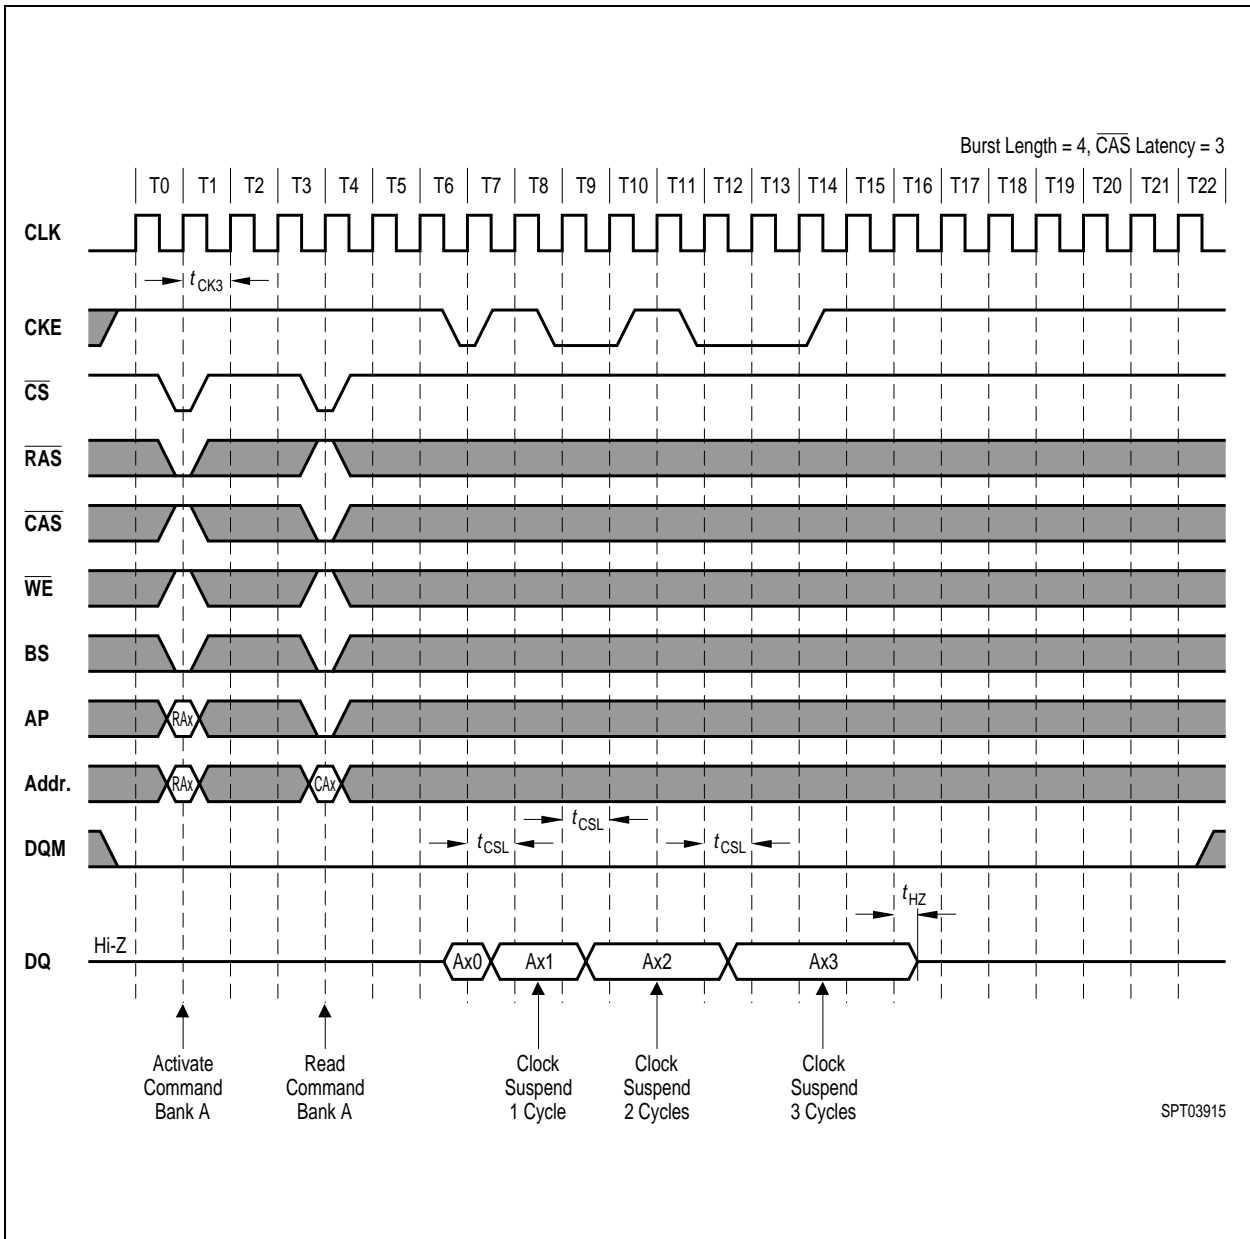 Burst Length = 4, CAS Latency = 3
T0 T1 T2 T3 T4 T5 T6 T7 T8 T9 T10 T11 T12 T13 T14 T15 T16 T17 T18 T19 T20 T21 T22
CLK
tCK3
CKE
CS
RAS
CAS
WE
BS
AP RAx
Addr. RAx CAx
tCSL
DQM tCSL tCSL
tHZ
Hi-Z
DQ Ax0 Ax1 Ax2 Ax3
Activate Command Bank A
Read Command Bank A
Clock Suspend 1 Cycle
Clock Suspend 2 Cycles
Clock Suspend 3 Cycles
SPT03915